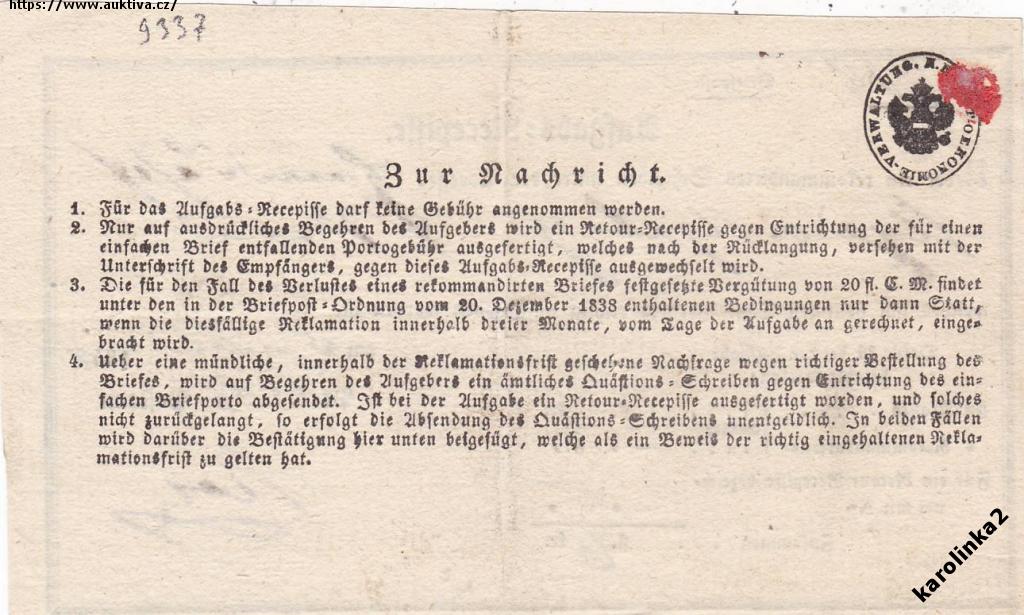 https://www.auktiva.cz/
9337
VERWALTUNG. OEKONOMIE-
Zur Nachricht.
1. Für das Aufgabs-Recepisse darf keine Gebühr angenommen werden.
2. Nur auf ausdrückliches Begehren des Aufgebers wird ein Retour-Recepisse gegen Entrichtung der für einen
einfachen Brief entfallenden Portogebühr ausgefertigt, welches nach der Rücklangung, versehen mit der
Unterschrift des Empfängers, gegen dieses Aufgabs-Recepisse ausgewechselt wird.
3. Die für den Fall des Verlustes eines rekommandirten Briefes festgesetzte Vergütung von 20 fl. C. M. findet
unter den in der Briefpost-Ordnung vom 20. Dezember 1838 enthaltenen Bedingungen nur dann Statt,
wenn die diesfällige Reklamation innerhalb dreier Monate, vom Tage der Aufgabe an gerechnet, einge-
bracht wird.
4. Ueber eine mündliche, innerhalb der Reklamationsfrist geschehene Nachfrage wegen richtiger Bestellung des
Briefes, wird auf Begehren des Aufgebers ein ämtliches Quästions-Schreiben gegen Entrichtung des ein-
fachen Briefporto abgesendet. Ist bei der Aufgabe ein Retour-Recepisse ausgefertigt worden, und solches
nicht zurückgelangt, so erfolgt die Absendung des Quästions-Schreibens unentgeldlich. In beiden Fällen
wird darüber die Bestätigung hier unten beigefügt, welche als ein Beweis der richtig eingehaltenen Rekla-
mationsfrist zu gelten hat.
karolinka2